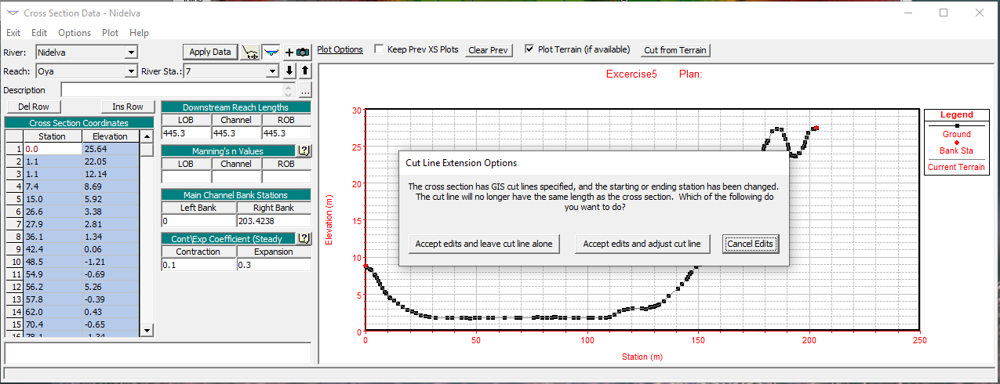 Cross Section Data - Nidelva
Exit Edit Options Plot Help
River: Nidelva Apply Data Plot Options Keep Prev XS Plots Clear Prev Plot Terrain (if available) Cut from Terrain
Reach: Oya River Sta.: 7
Description ...
Del Row Ins Row
Cross Section Coordinates
Station Elevation
1 0.0 25.64
2 1.1 22.05
3 1.1 12.14
4 7.4 8.69
5 15.0 5.92
6 26.6 3.38
7 27.9 2.81
8 36.1 1.34
9 42.4 0.06
10 48.5 -1.21
11 54.9 -0.69
12 56.2 5.26
13 57.8 -0.39
14 62.0 0.43
15 70.4 -0.65
16 78.1 -1.34
Downstream Reach Lengths
LOB Channel ROB
445.3 445.3 445.3
Manning's n Values
LOB Channel ROB
Main Channel Bank Stations
Left Bank Right Bank
0 203.4238
Cont\Exp Coefficient (Steady
Contraction Expansion
0.1 0.3
Excercise5 Plan:
Elevation (m)
30
25
20
15
10
5
0
0 50 100 150 200 250
Station (m)
Legend
Ground
Bank Sta
Current Terrain
Cut Line Extension Options
The cross section has GIS cut lines specified, and the starting or ending station has been changed.
The cut line will no longer have the same length as the cross section. Which of the following do
you want to do?
Accept edits and leave cut line alone Accept edits and adjust cut line Cancel Edits